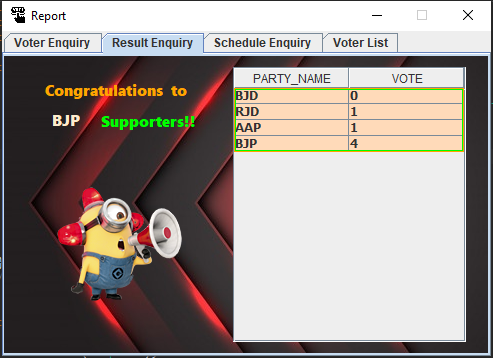 Report
Voter Enquiry Result Enquiry Schedule Enquiry Voter List
Congratulations to
BJP Supporters!!
PARTY_NAME VOTE
BJD 0
RJD 1
AAP 1
BJP 4